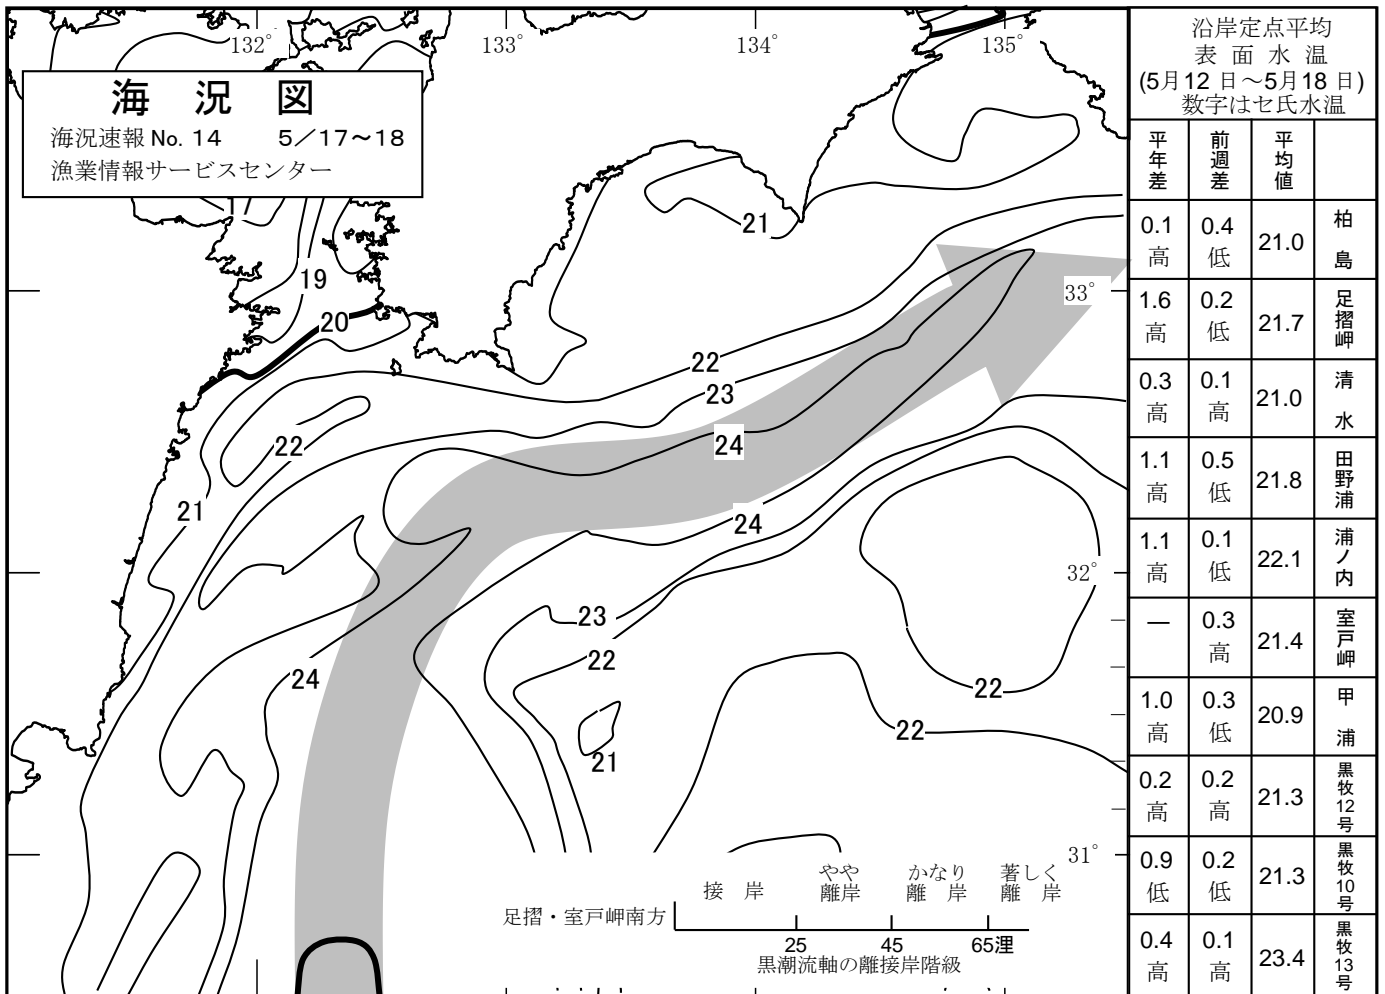 海 況 図
海況速報 No. 14 5／17～18
漁業情報サービスセンター
132°
133°
134°
135°
33°
32°
31°
21
19
20
22
23
24
22
21
24
23
22
24
22
22
21
足摺・室戸岬南方
接 岸
やや離岸
かなり離 岸
著しく離 岸
25 45 65浬
黒潮流軸の離接岸階級
沿岸定点平均
表 面 水 温
(5月12 日～5月18 日)
数字はセ氏水温
平年差 前週差 平均値
0.1高 0.4低 21.0 柏 島
1.6高 0.2低 21.7 足摺岬
0.3高 0.1高 21.0 清 水
1.1高 0.5低 21.8 田野浦
1.1高 0.1低 22.1 浦ノ内
— 0.3高 21.4 室戸岬
1.0高 0.3低 20.9 甲 浦
0.2高 0.2高 21.3 黒牧12号
0.9低 0.2低 21.3 黒牧10号
0.4高 0.1高 23.4 黒牧13号